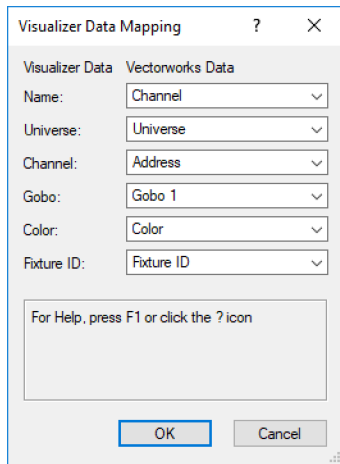 Visualizer Data Mapping ? ×
Visualizer Data Vectorworks Data
Name: Channel
Universe: Universe
Channel: Address
Gobo: Gobo 1
Color: Color
Fixture ID: Fixture ID
For Help, press F1 or click the ? icon
OK Cancel